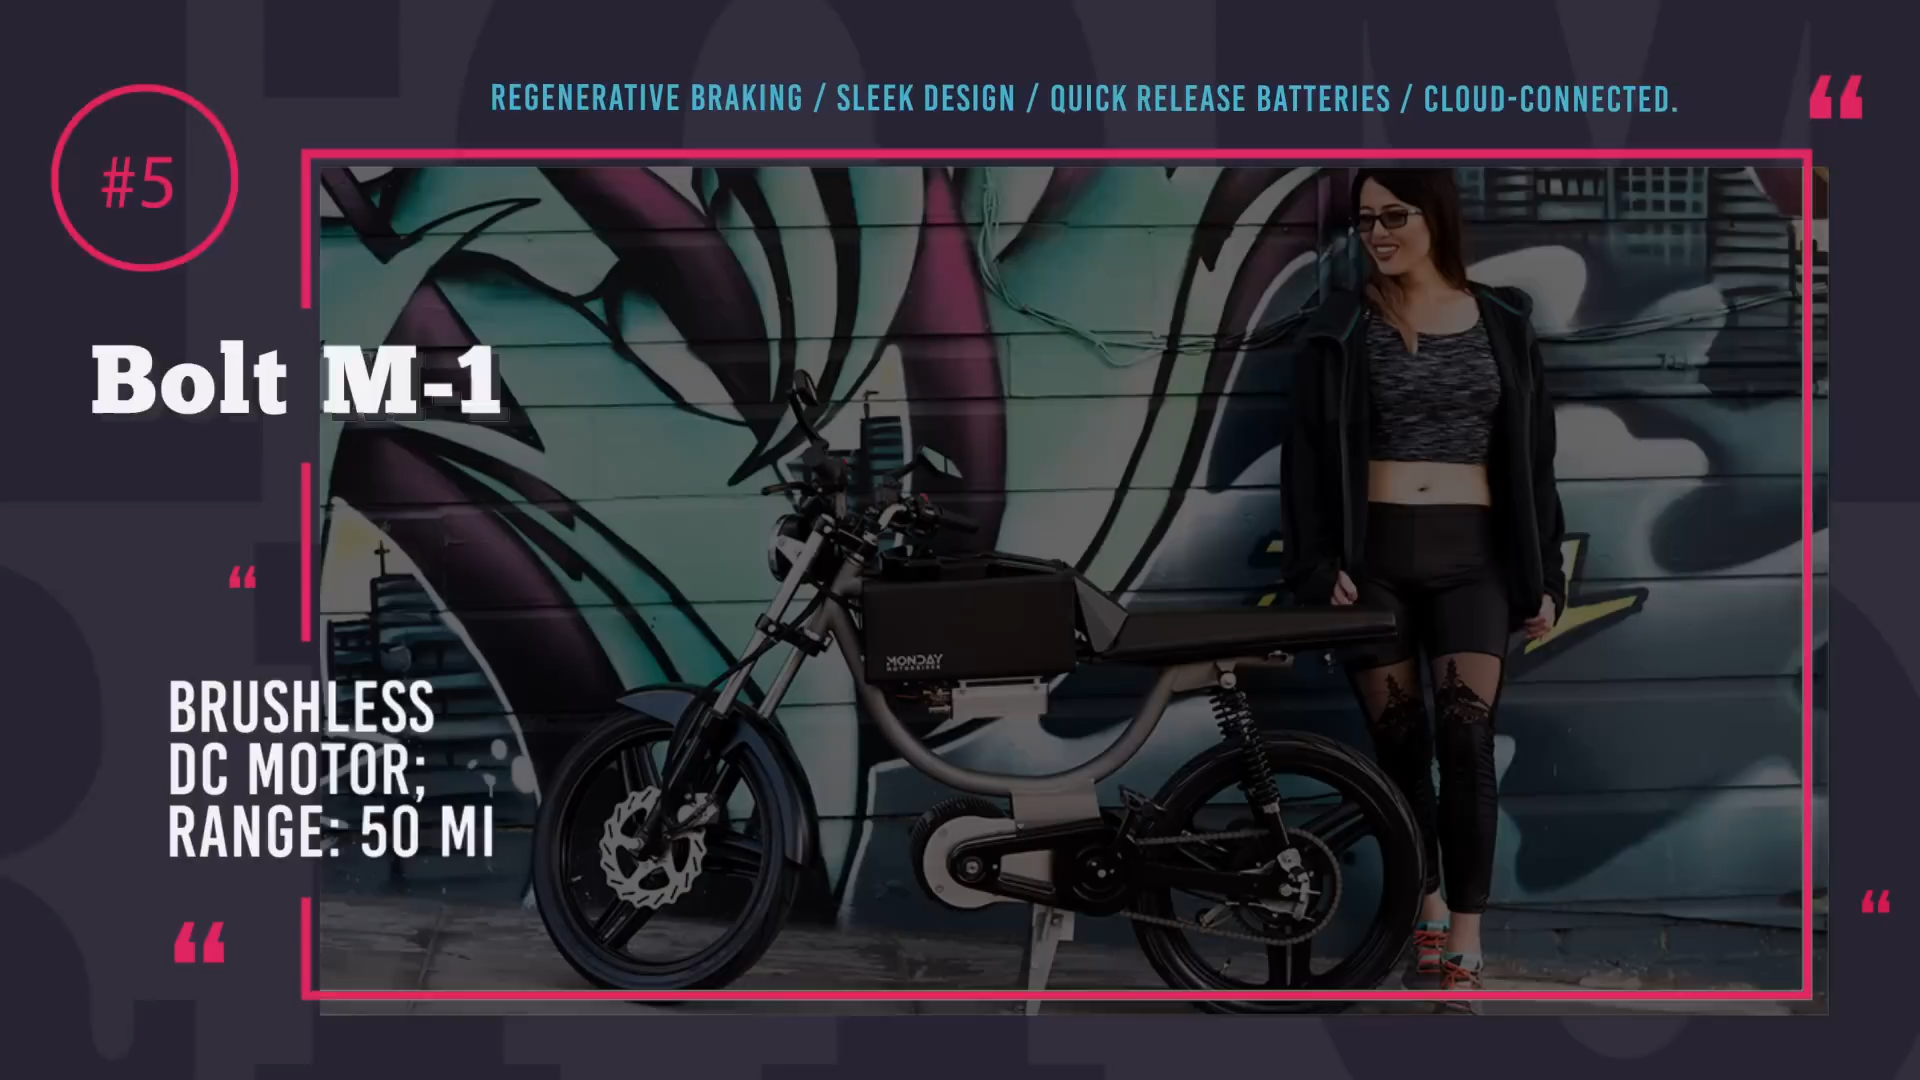 REGENERATIVE BRAKING / SLEEK DESIGN / QUICK RELEASE BATTERIES / CLOUD-CONNECTED.
#5
Bolt M-1
BRUSHLESS
DC MOTOR;
RANGE: 50 MI
MONDAY
MOTORBIKES